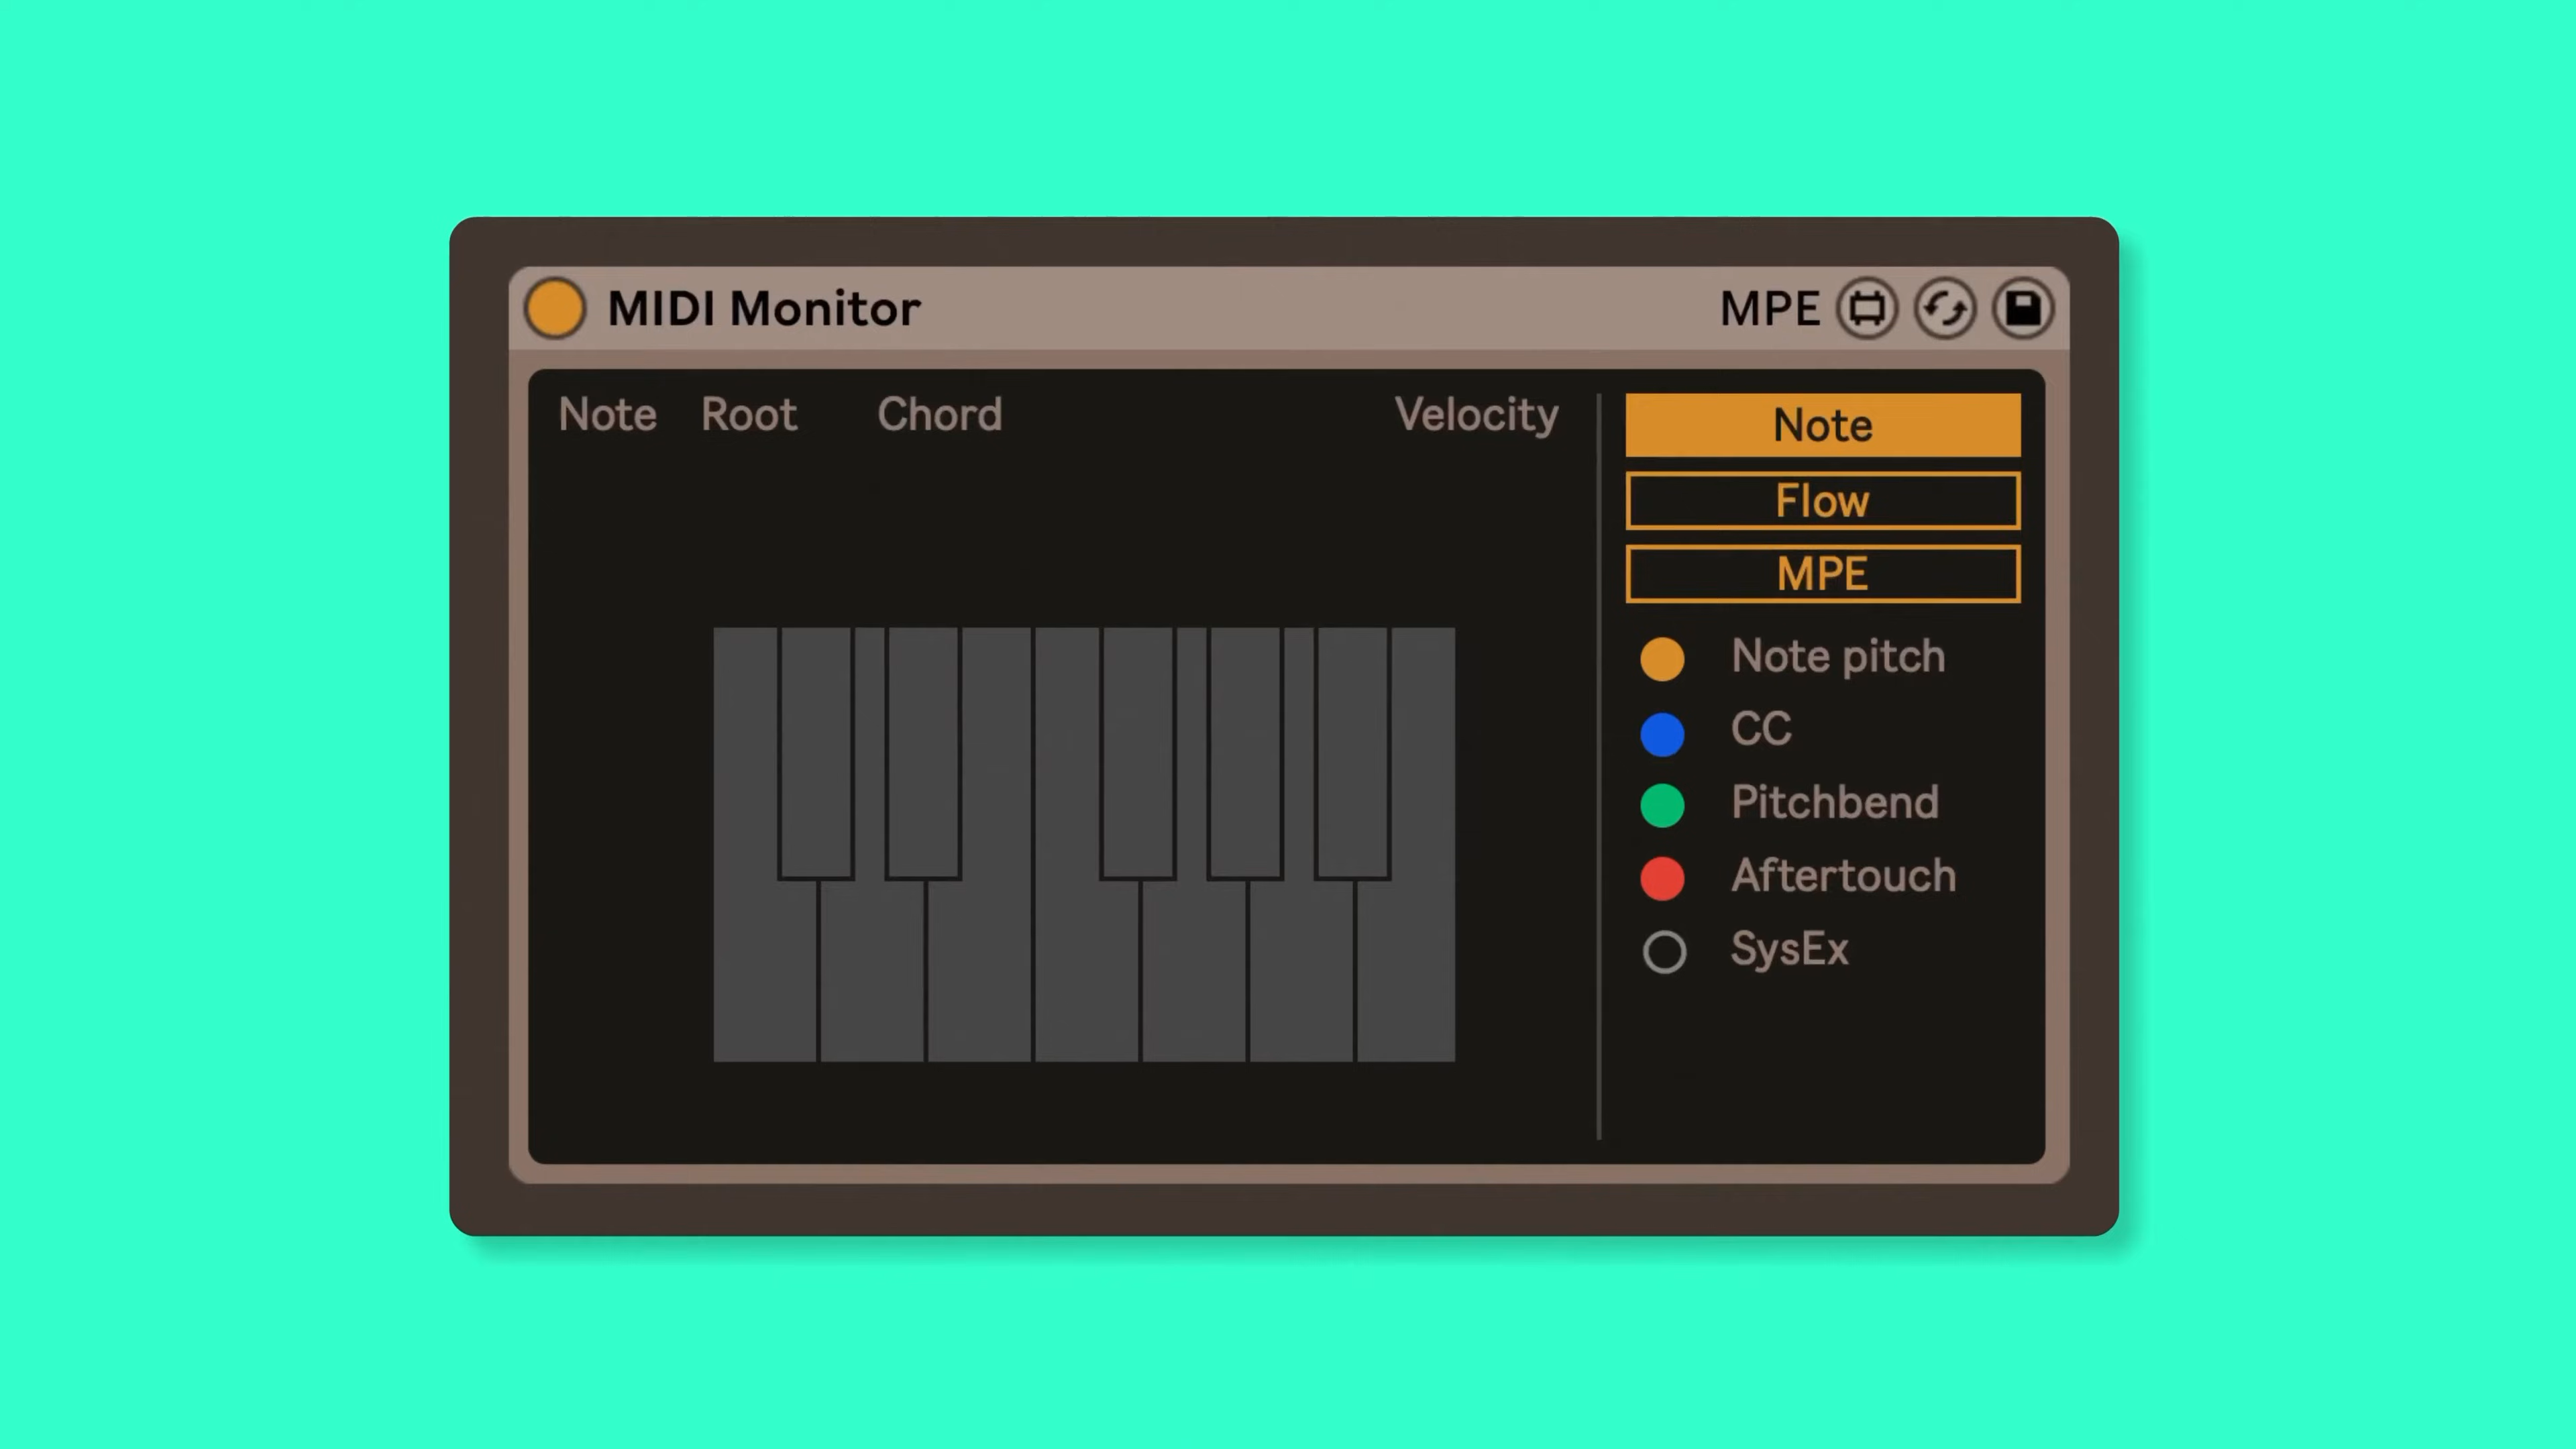 MIDI Monitor MPE
Note Root Chord Velocity
Note
Flow
MPE
Note pitch
CC
Pitchbend
Aftertouch
SysEx